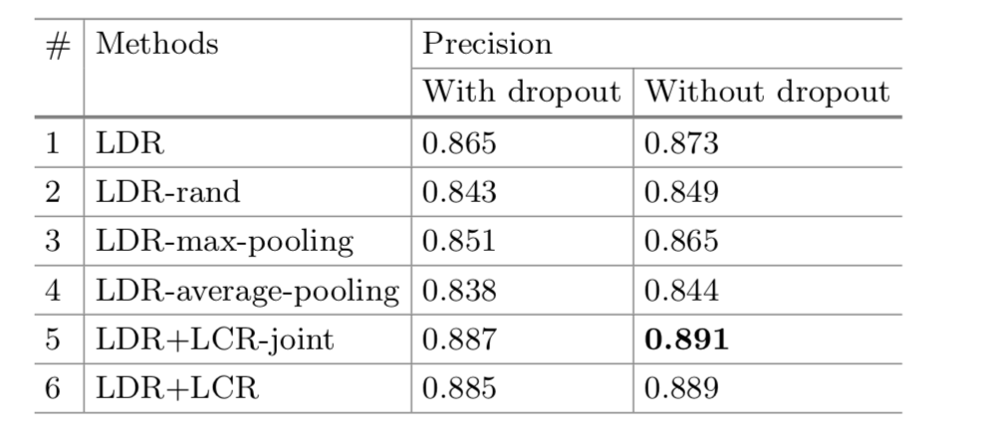 # Methods Precision
With dropout Without dropout
1 LDR 0.865 0.873
2 LDR-rand 0.843 0.849
3 LDR-max-pooling 0.851 0.865
4 LDR-average-pooling 0.838 0.844
5 LDR+LCR-joint 0.887 0.891
6 LDR+LCR 0.885 0.889